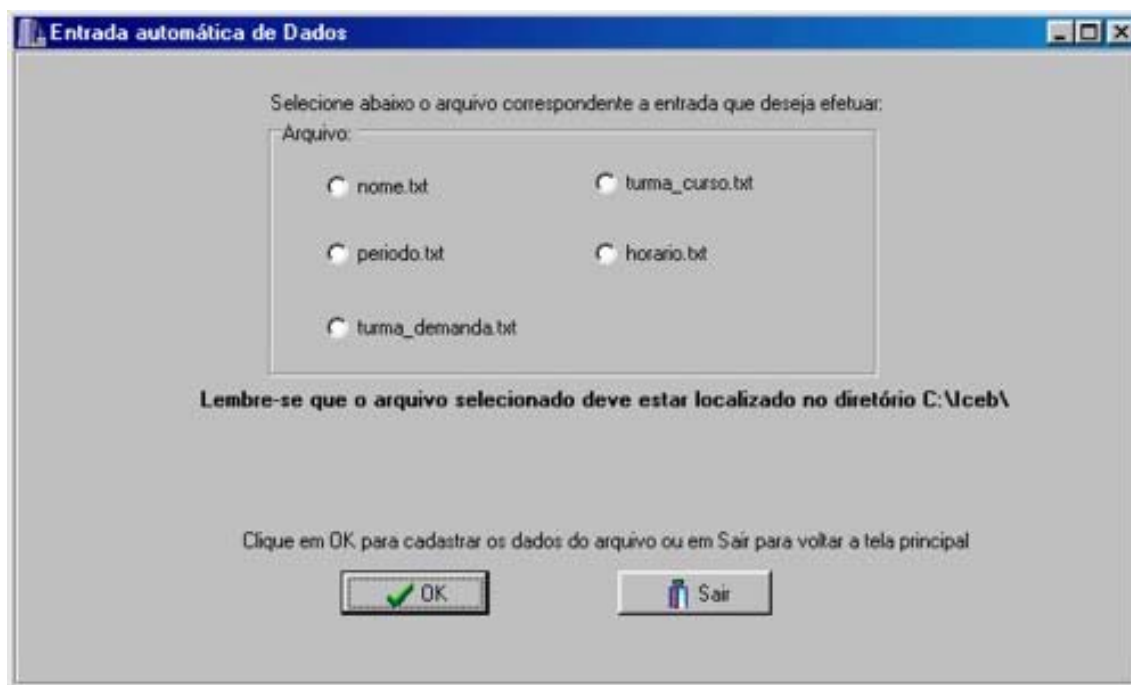 Entrada automática de Dados
Selecione abaixo o arquivo correspondente a entrada que deseja efetuar:
Arquivo:
nome.txt
turma_curso.txt
periodo.txt
horario.txt
turma_demanda.txt
Lembre-se que o arquivo selecionado deve estar localizado no diretório C:\Iceb\
Clique em OK para cadastrar os dados do arquivo ou em Sair para voltar a tela principal
OK
Sair